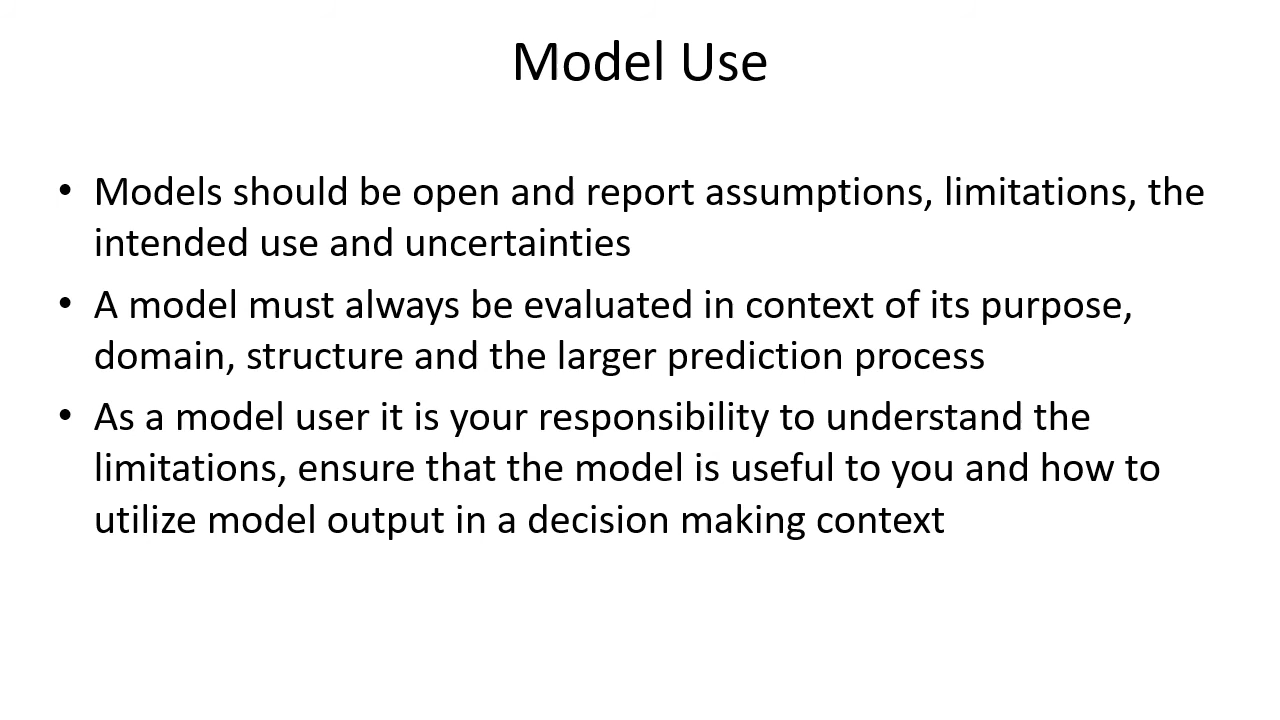 Model Use
• Models should be open and report assumptions, limitations, the
intended use and uncertainties
• A model must always be evaluated in context of its purpose,
domain, structure and the larger prediction process
• As a model user it is your responsibility to understand the
limitations, ensure that the model is useful to you and how to
utilize model output in a decision making context